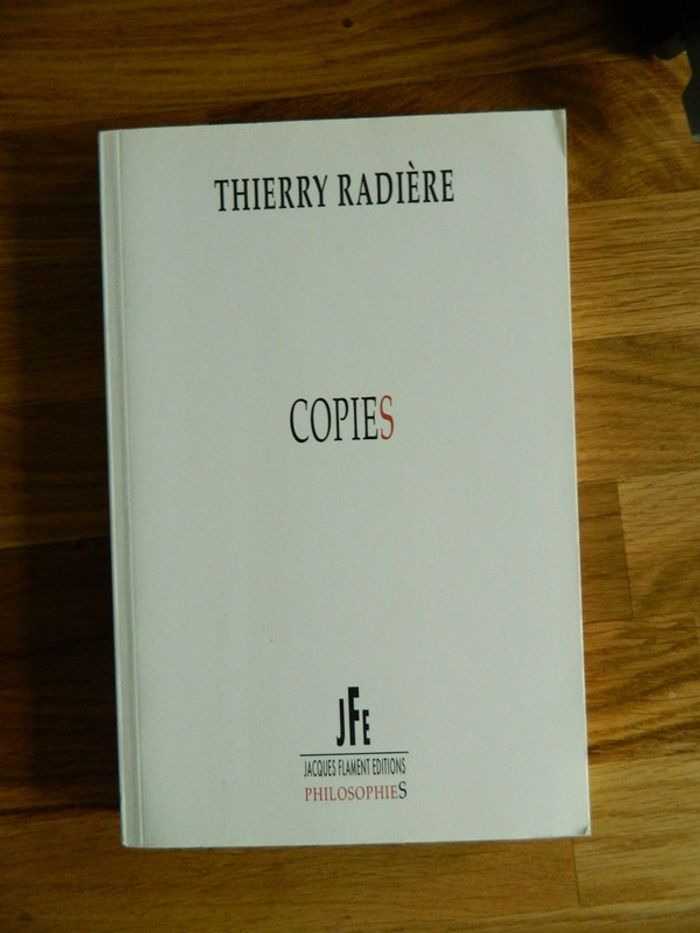 THIERRY RADIÈRE
COPIES
JFE
JACQUES FLAMENT EDITIONS
PHILOSOPHIES